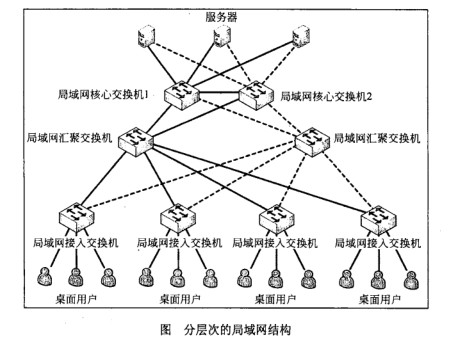 服务器
局域网核心交换机1
局域网核心交换机2
局域网汇聚交换机
局域网汇聚交换机
局域网接入交换机
局域网接入交换机
局域网接入交换机
局域网接入交换机
桌面用户
桌面用户
桌面用户
桌面用户
图 分层次的局域网结构